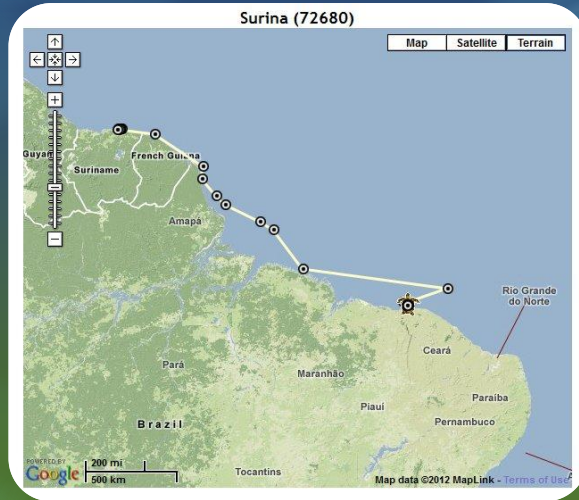 Surina (72680)
Map
Satellite
Terrain
Guyan
Suriname
French Guiana
Amapá
Rio Grande
do Norte
Ceará
Pará
Maranhão
Paraíba
Piauí
Pernambuco
Brazil
Tocantins
POWERED BY
Google
200 mi
500 km
Map data ©2012 MapLink - Terms of Use